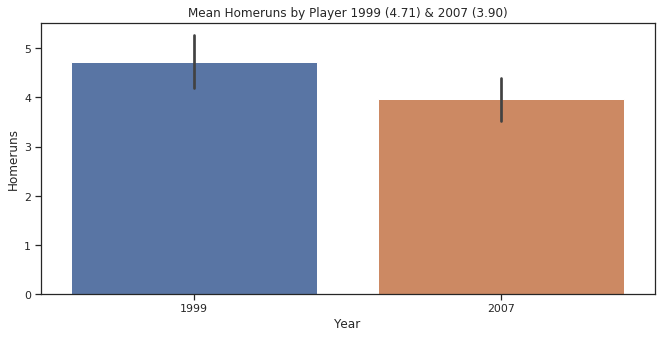 Mean Homeruns by Player 1999 (4.71) & 2007 (3.90)
Homeruns
5
4
3
2
1
0
1999 2007
Year